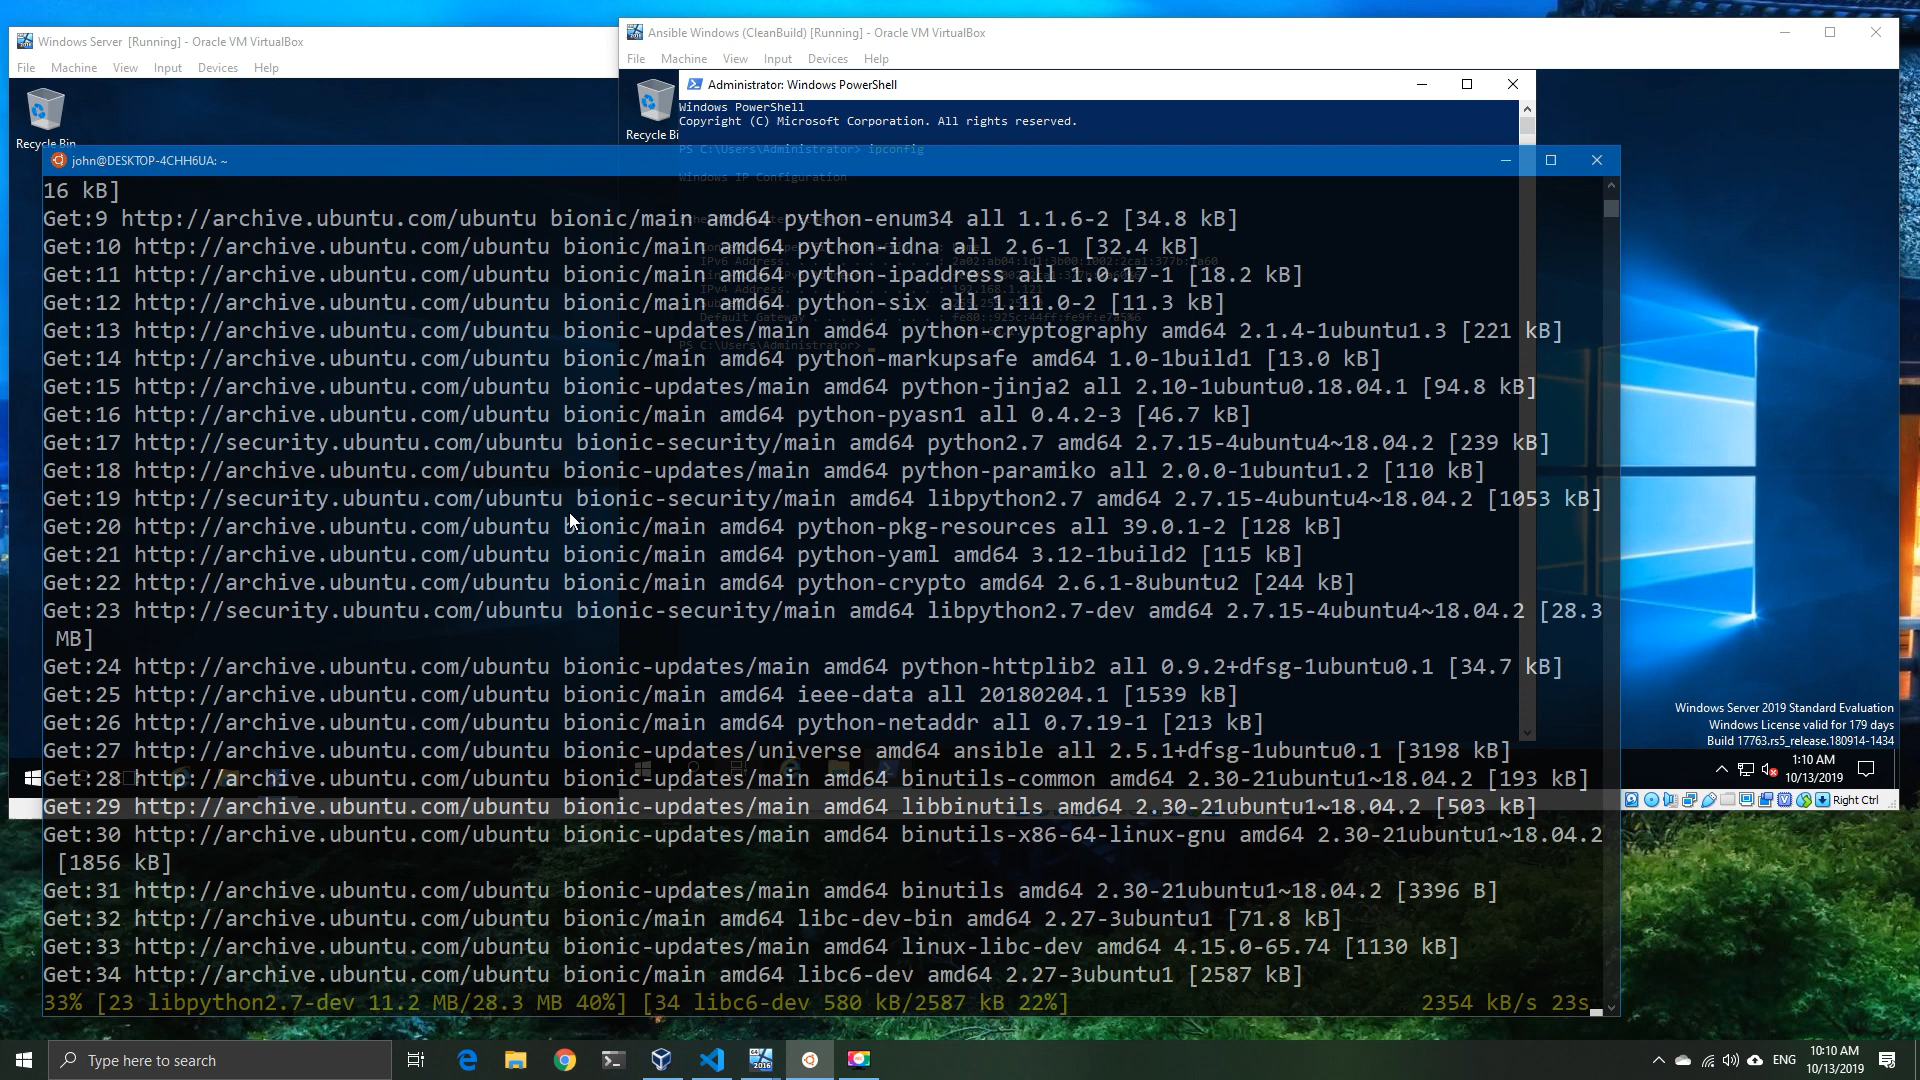 Windows Server [Running] - Oracle VM VirtualBox
File Machine View Input Devices Help
Recycle Bin
Ansible Windows (CleanBuild) [Running] - Oracle VM VirtualBox
File Machine View Input Devices Help
Recycle Bi
Administrator: Windows PowerShell
Windows PowerShell
Copyright (C) Microsoft Corporation. All rights reserved.
PS C:\Users\Administrator> ipconfig
Windows IP Configuration
IPv6 Address. . . . . . . . . . . :
IPv4 Address. . . . . . . . . . . : 192.168.1.121
Default Gateway . . . . . . . . . : fe80::925c:44ff:fe9f:e7a5%6
PS C:\Users\Administrator>
john@DESKTOP-4CHH6UA: ~
16 kB]
Get:9 http://archive.ubuntu.com/ubuntu bionic/main amd64 python-enum34 all 1.1.6-2 [34.8 kB]
Get:10 http://archive.ubuntu.com/ubuntu bionic/main amd64 python-idna all 2.6-1 [32.4 kB]
Get:11 http://archive.ubuntu.com/ubuntu bionic/main amd64 python-ipaddress all 1.0.17-1 [18.2 kB]
Get:12 http://archive.ubuntu.com/ubuntu bionic/main amd64 python-six all 1.11.0-2 [11.3 kB]
Get:13 http://archive.ubuntu.com/ubuntu bionic-updates/main amd64 python-cryptography amd64 2.1.4-1ubuntu1.3 [221 kB]
Get:14 http://archive.ubuntu.com/ubuntu bionic/main amd64 python-markupsafe amd64 1.0-1build1 [13.0 kB]
Get:15 http://archive.ubuntu.com/ubuntu bionic-updates/main amd64 python-jinja2 all 2.10-1ubuntu0.18.04.1 [94.8 kB]
Get:16 http://archive.ubuntu.com/ubuntu bionic/main amd64 python-pyasn1 all 0.4.2-3 [46.7 kB]
Get:17 http://security.ubuntu.com/ubuntu bionic-security/main amd64 python2.7 amd64 2.7.15-4ubuntu4~18.04.2 [239 kB]
Get:18 http://archive.ubuntu.com/ubuntu bionic-updates/main amd64 python-paramiko all 2.0.0-1ubuntu1.2 [110 kB]
Get:19 http://security.ubuntu.com/ubuntu bionic-security/main amd64 libpython2.7 amd64 2.7.15-4ubuntu4~18.04.2 [1053 kB]
Get:20 http://archive.ubuntu.com/ubuntu bionic/main amd64 python-pkg-resources all 39.0.1-2 [128 kB]
Get:21 http://archive.ubuntu.com/ubuntu bionic/main amd64 python-yaml amd64 3.12-1build2 [115 kB]
Get:22 http://archive.ubuntu.com/ubuntu bionic/main amd64 python-crypto amd64 2.6.1-8ubuntu2 [244 kB]
Get:23 http://security.ubuntu.com/ubuntu bionic-security/main amd64 libpython2.7-dev amd64 2.7.15-4ubuntu4~18.04.2 [28.3
MB]
Get:24 http://archive.ubuntu.com/ubuntu bionic-updates/main amd64 python-httplib2 all 0.9.2+dfsg-1ubuntu0.1 [34.7 kB]
Get:25 http://archive.ubuntu.com/ubuntu bionic/main amd64 ieee-data all 20180204.1 [1539 kB]
Get:26 http://archive.ubuntu.com/ubuntu bionic/main amd64 python-netaddr all 0.7.19-1 [213 kB]
Get:27 http://archive.ubuntu.com/ubuntu bionic-updates/universe amd64 ansible all 2.5.1+dfsg-1ubuntu0.1 [3198 kB]
Get:28 http://archive.ubuntu.com/ubuntu bionic-updates/main amd64 binutils-common amd64 2.30-21ubuntu1~18.04.2 [193 kB]
Get:29 http://archive.ubuntu.com/ubuntu bionic-updates/main amd64 libbinutils amd64 2.30-21ubuntu1~18.04.2 [503 kB]
Get:30 http://archive.ubuntu.com/ubuntu bionic-updates/main amd64 binutils-x86-64-linux-gnu amd64 2.30-21ubuntu1~18.04.2
[1856 kB]
Get:31 http://archive.ubuntu.com/ubuntu bionic-updates/main amd64 binutils amd64 2.30-21ubuntu1~18.04.2 [3396 B]
Get:32 http://archive.ubuntu.com/ubuntu bionic/main amd64 libc-dev-bin amd64 2.27-3ubuntu1 [71.8 kB]
Get:33 http://archive.ubuntu.com/ubuntu bionic-updates/main amd64 linux-libc-dev amd64 4.15.0-65.74 [1130 kB]
Get:34 http://archive.ubuntu.com/ubuntu bionic/main amd64 libc6-dev amd64 2.27-3ubuntu1 [2587 kB]
33% [23 libpython2.7-dev 11.2 MB/28.3 MB 40%] [34 libc6-dev 580 kB/2587 kB 22%] 2354 kB/s 23s
Windows Server 2019 Standard Evaluation
Windows License valid for 179 days
Build 17763.rs5_release.180914-1434
1:10 AM
10/13/2019
Right Ctrl
Type here to search
ENG
10:10 AM
10/13/2019